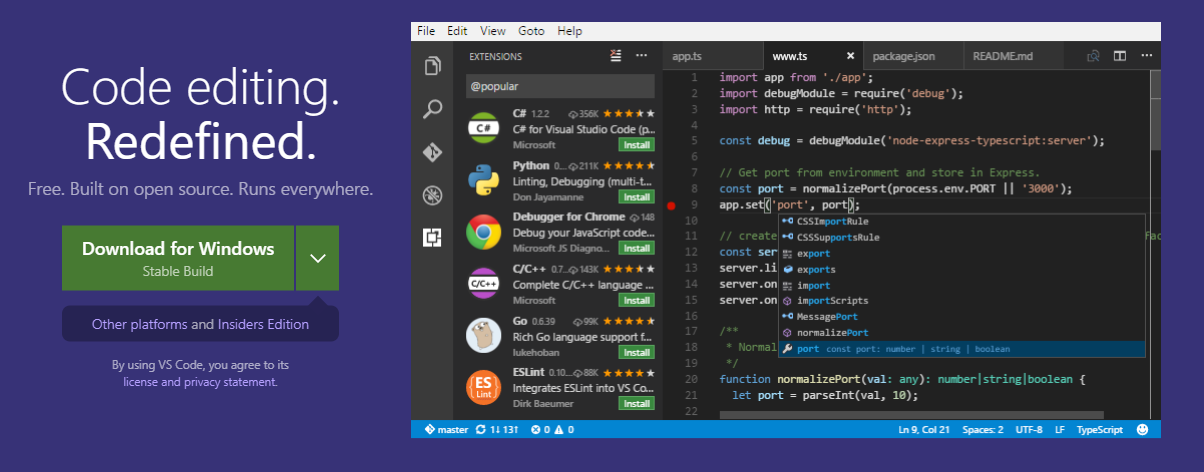 Code editing.
Redefined.
Free. Built on open source. Runs everywhere.
Download for Windows
Stable Build
Other platforms and Insiders Edition
By using VS Code, you agree to its
license and privacy statement.
File Edit View Goto Help
EXTENSIONS
@popular
C# 1.2.2 356K
C# for Visual Studio Code (p...
Microsoft Install
Python 0... 211K
Linting, Debugging (multi-t...
Don Jayamanne Install
Debugger for Chrome 148
Debug your JavaScript code...
Microsoft JS Diagno... Install
C/C++ 0.7... 143K
Complete C/C++ language ...
Microsoft Install
Go 0.6.39 99K
Rich Go language support f...
lukehoban Install
ESLint 0.10... 88K
Integrates ESLint into VS Co...
Dirk Baeumer Install
C#
C/C++
ES
Lint
app.ts www.ts package.json README.md
1 import app from './app';
2 import debugModule = require('debug');
3 import http = require('http');
4
5 const debug = debugModule('node-express-typescript:server');
6
7 // Get port from environment and store in Express.
8 const port = normalizePort(process.env.PORT || '3000');
9 app.set('port', port);
10
11 // create Fac
12 const ser
13 server.li
14 server.on
15 server.on
16
17 /**
18 * Normal
19 */
20 function normalizePort(val: any): number|string|boolean {
21 let port = parseInt(val, 10);
22
CSSImportRule
CSSSupportsRule
export
exports
import
importScripts
MessagePort
normalizePort
port const port: number | string | boolean
master 1↓ 13↑ 0 0 Ln 9, Col 21 Spaces: 2 UTF-8 LF TypeScript